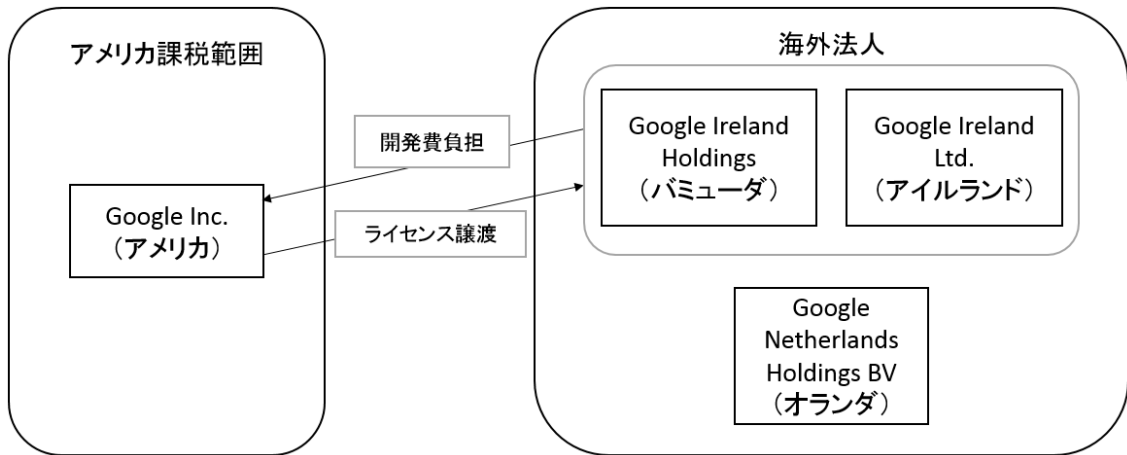 アメリカ課税範囲
Google Inc.
（アメリカ）
開発費負担
ライセンス譲渡
海外法人
Google Ireland
Holdings
（バミューダ）
Google Ireland
Ltd.
（アイルランド）
Google
Netherlands
Holdings BV
（オランダ）